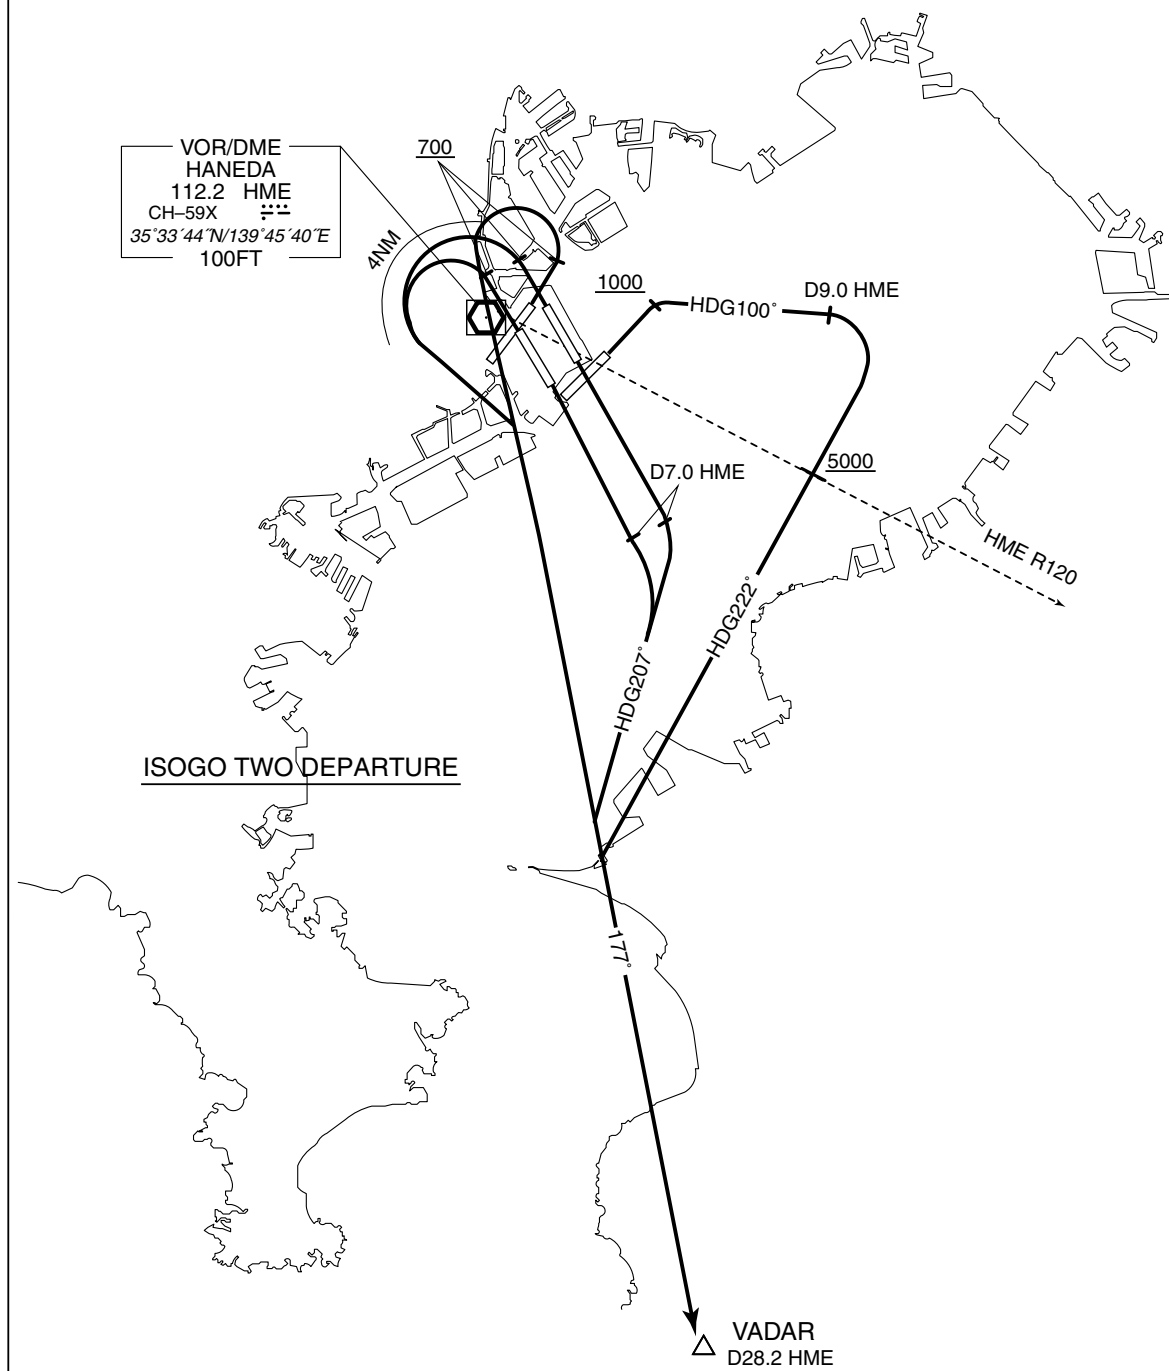 VOR/DME
HANEDA
112.2 HME
CH–59X
35°33´44˝N/139°45´40˝E
100FT
700
4NM
1000
HDG100°
D9.0 HME
D7.0 HME
5000
HME R120
HDG222°
HDG207°
ISOGO TWO DEPARTURE
177°
VADAR
D28.2 HME